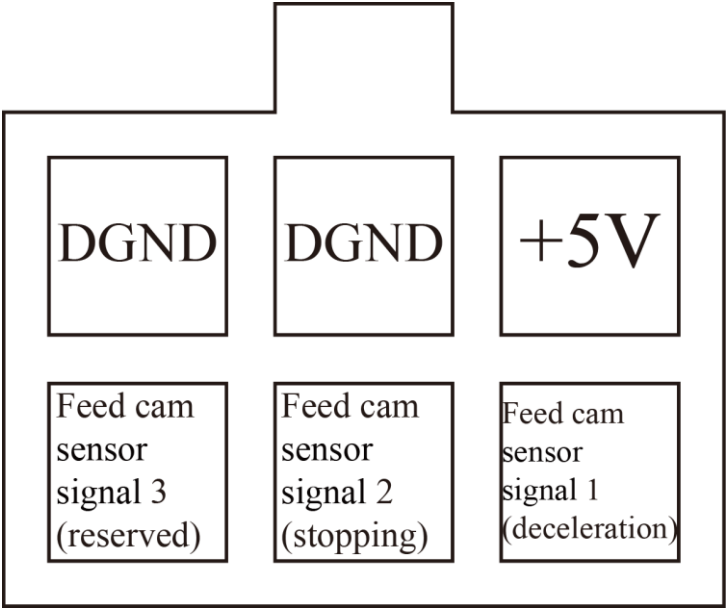 DGND
DGND
+5V
Feed cam
sensor
signal 3
(reserved)
Feed cam
sensor
signal 2
(stopping)
Feed cam
sensor
signal 1
(deceleration)